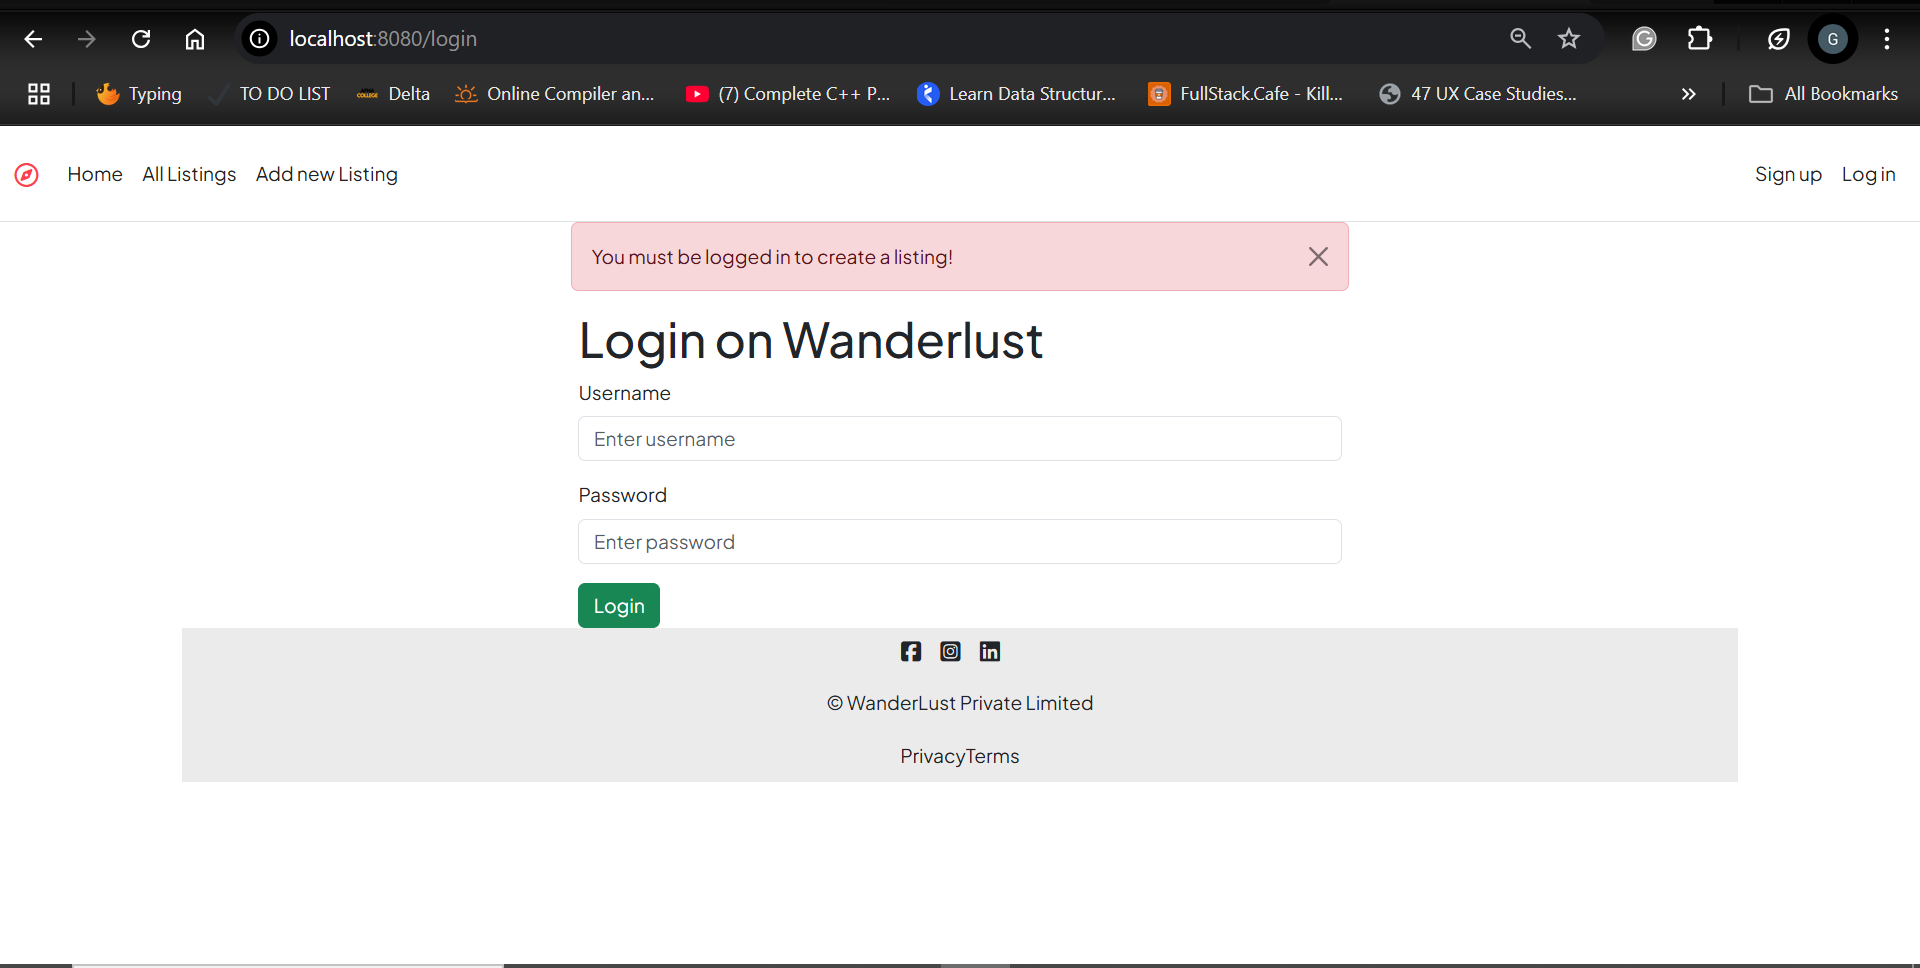 localhost:8080/login
G
Typing
TO DO LIST
Delta
Online Compiler an...
(7) Complete C++ P...
Learn Data Structur...
FullStack.Cafe - Kill...
47 UX Case Studies...
All Bookmarks
Home
All Listings
Add new Listing
Sign up
Log in
You must be logged in to create a listing!
Login on Wanderlust
Username
Enter username
Password
Enter password
Login
© WanderLust Private Limited
PrivacyTerms